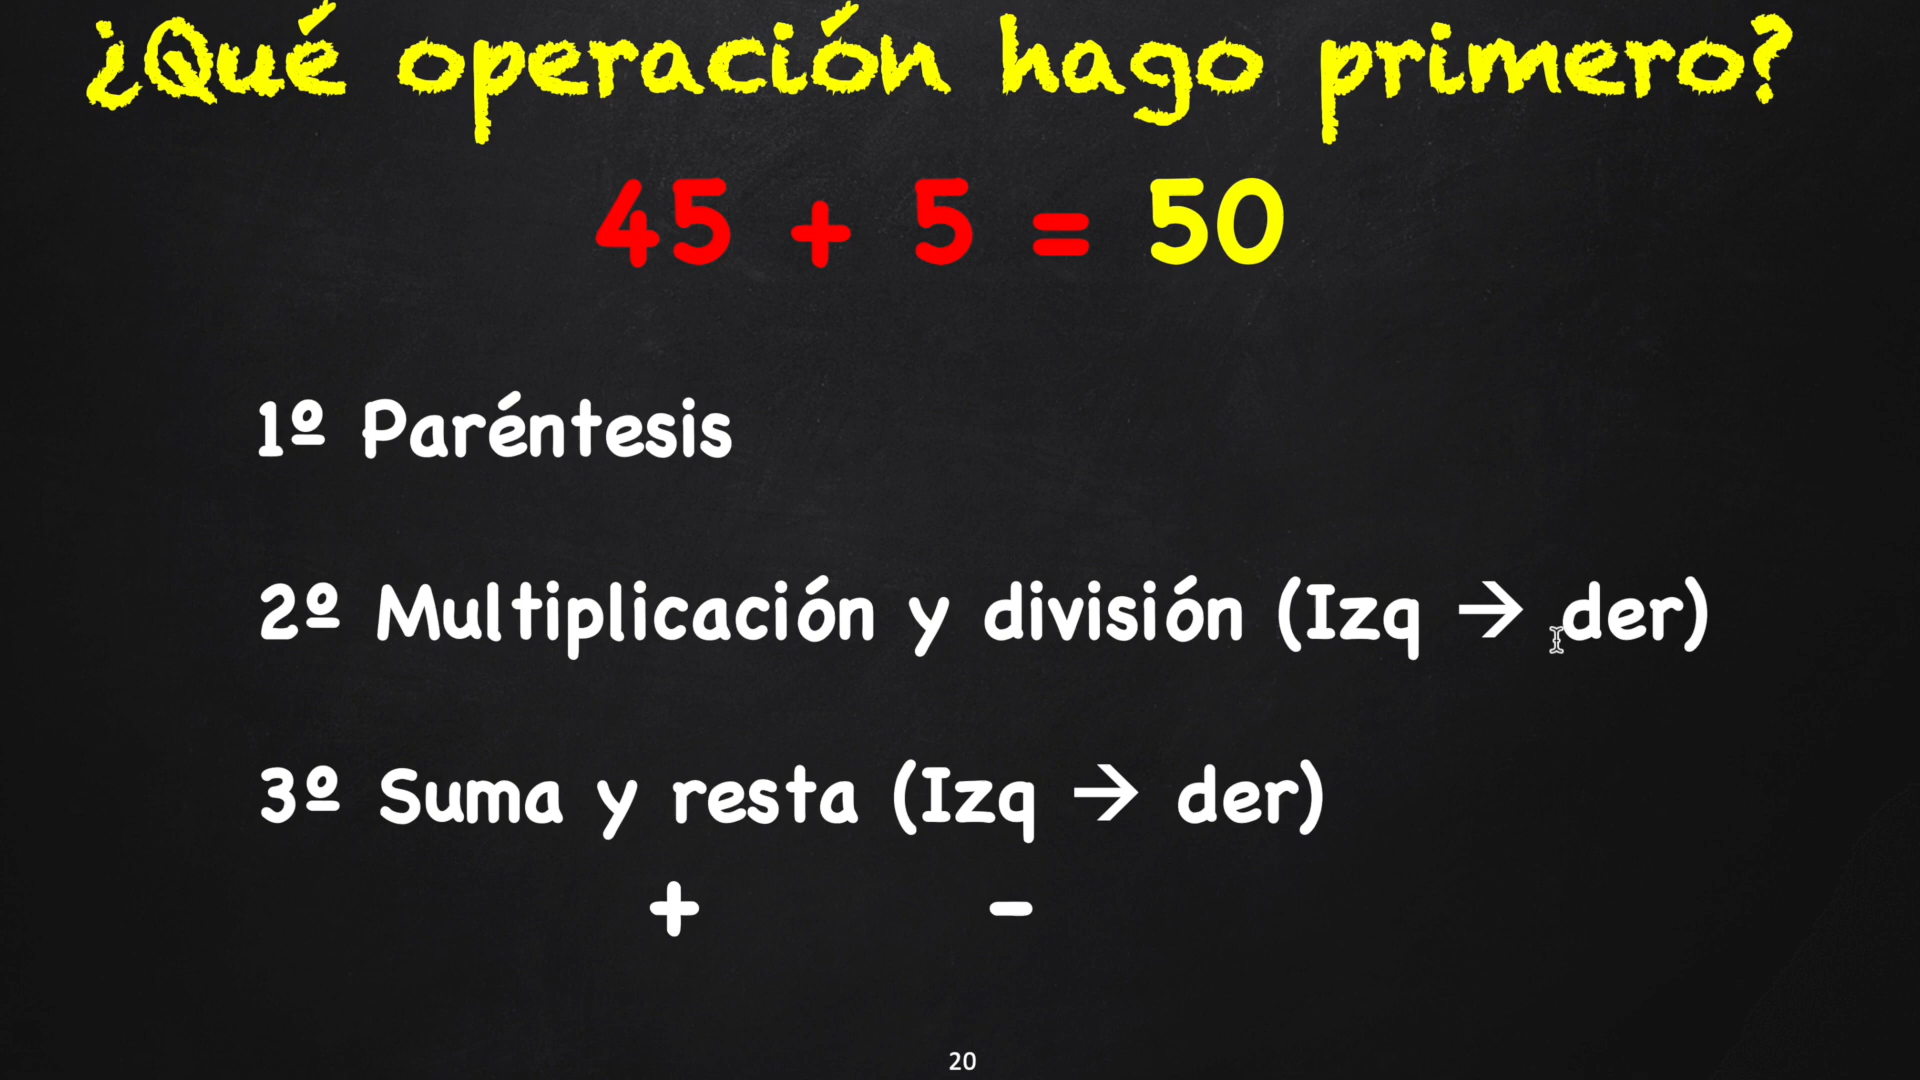 ¿Qué operación hago primero?
45 + 5 = 50
1º Paréntesis
2º Multiplicación y división (Izq → der)
3º Suma y resta (Izq → der)
+ -
20